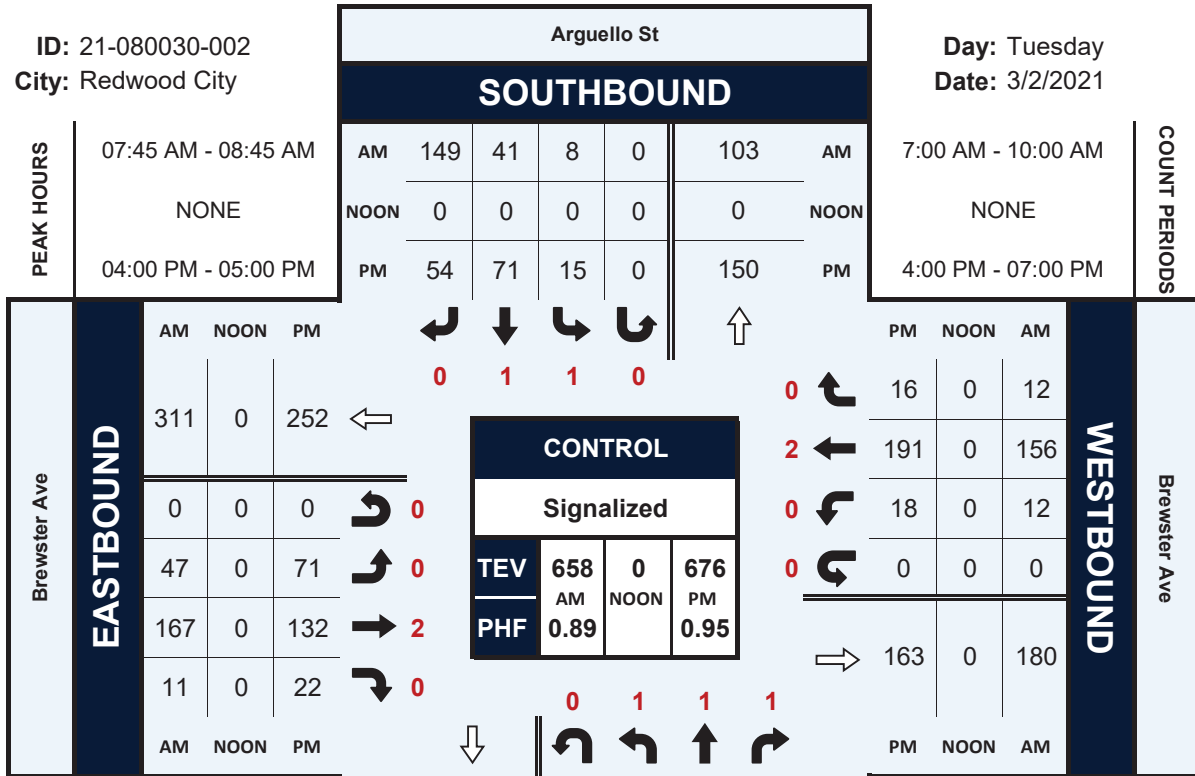 ID: 21-080030-002
City: Redwood City
Arguello St
SOUTHBOUND
Day: Tuesday
Date: 3/2/2021
PEAK HOURS
07:45 AM - 08:45 AM
NONE
04:00 PM - 05:00 PM
AM 149 41 8 0 103 AM
NOON 0 0 0 0 0 NOON
PM 54 71 15 0 150 PM
0 1 1 0
7:00 AM - 10:00 AM
NONE
4:00 PM - 07:00 PM
COUNT PERIODS
Brewster Ave
EASTBOUND
AM NOON PM
311 0 252
0 0 0 0
47 0 71 0
167 0 132 2
11 0 22 0
AM NOON PM
CONTROL
Signalized
TEV 658 0 676
AM NOON PM
PHF 0.89 0.95
PM NOON AM
0 16 0 12
2 191 0 156
0 18 0 12
0 0 0 0
163 0 180
PM NOON AM
WESTBOUND
Brewster Ave
0 1 1 1